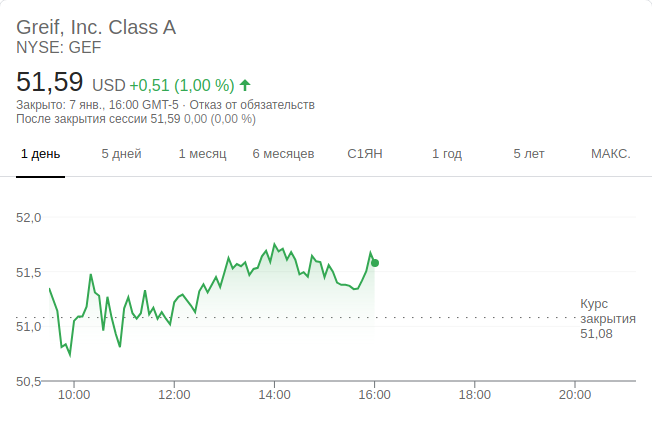 Greif, Inc. Class A
NYSE: GEF
51,59 USD +0,51 (1,00 %)
Закрыто: 7 янв., 16:00 GMT-5 · Отказ от обязательств
После закрытия сессии 51,59 0,00 (0,00 %)
1 день 5 дней 1 месяц 6 месяцев С1ЯН 1 год 5 лет МАКС.
52,0
51,5
51,0
50,5
Курс
закрытия
51,08
10:00 12:00 14:00 16:00 18:00 20:00